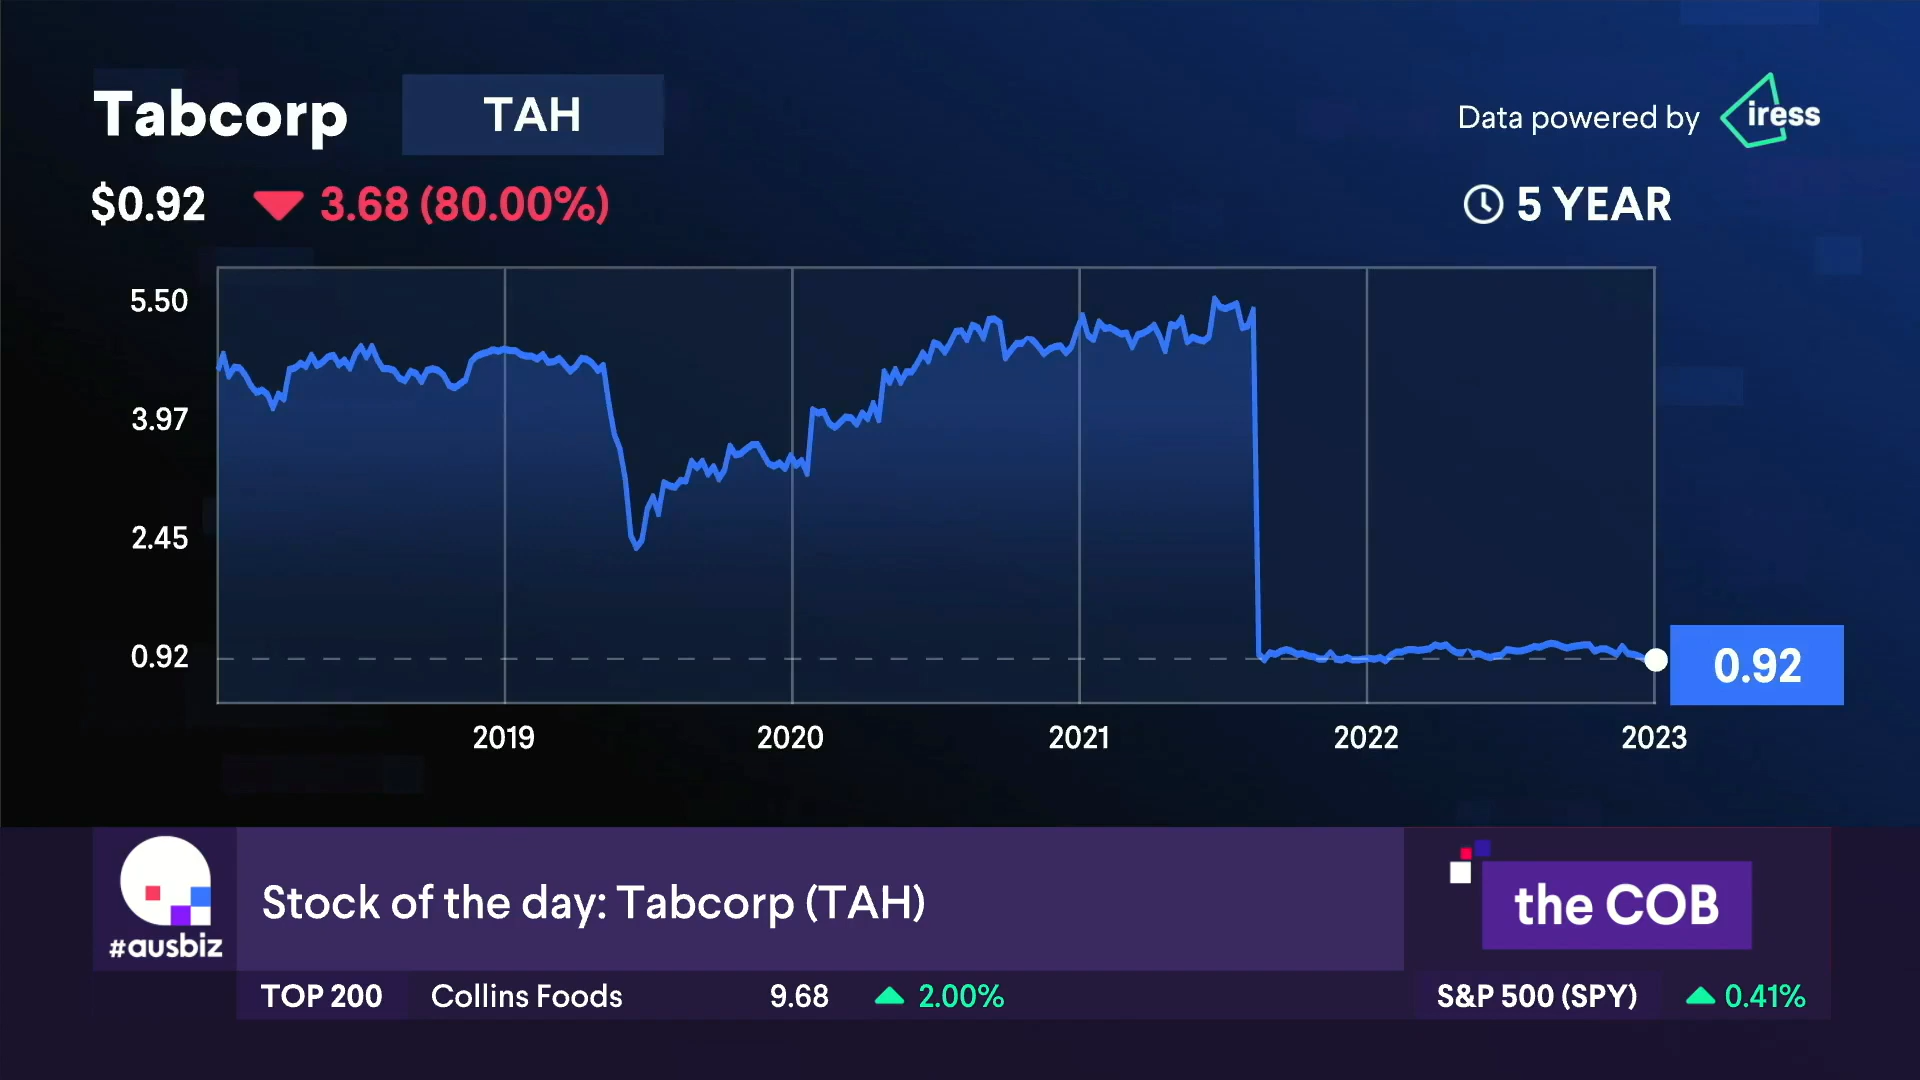 Tabcorp TAH
Data powered by iress
$0.92 ▼ 3.68 (80.00%)
5 YEAR
5.50
3.97
2.45
0.92
0.92
2019 2020 2021 2022 2023
#ausbiz
Stock of the day: Tabcorp (TAH)
the COB
TOP 200 Collins Foods 9.68 ▲ 2.00%
S&P 500 (SPY) ▲ 0.41%